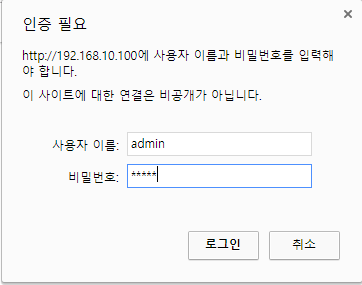 인증 필요
http://192.168.10.100에 사용자 이름과 비밀번호를 입력해
야 합니다.
이 사이트에 대한 연결은 비공개가 아닙니다.
사용자 이름: admin
비밀번호: *****
로그인 취소